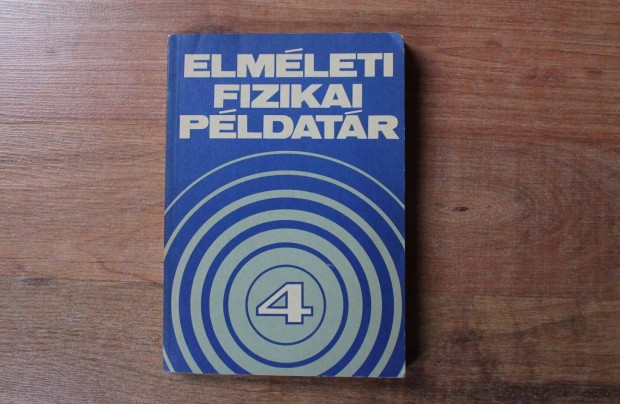 ELMÉLETI
FIZIKAI
PÉLDATÁR
4